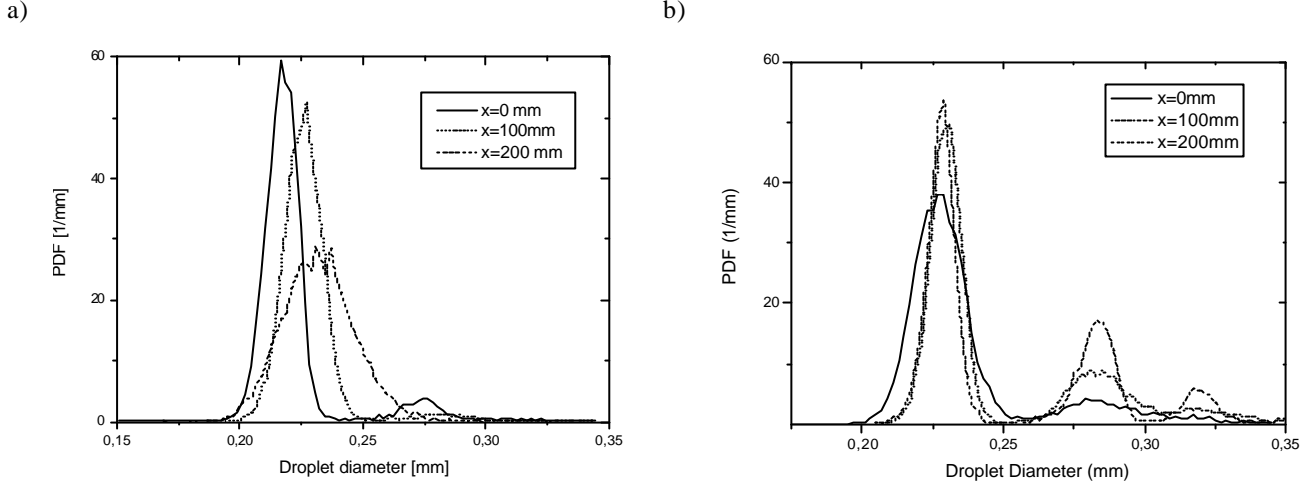 a)
60
40
20
0
PDF [1/mm]
x=0 mm
x=100mm
x=200 mm
0,15
0,20
0,25
0,30
0,35
Droplet diameter [mm]
b)
60
40
20
PDF (1/mm)
x=0mm
x=100mm
x=200mm
0,20
0,25
0,30
0,35
Droplet Diameter (mm)